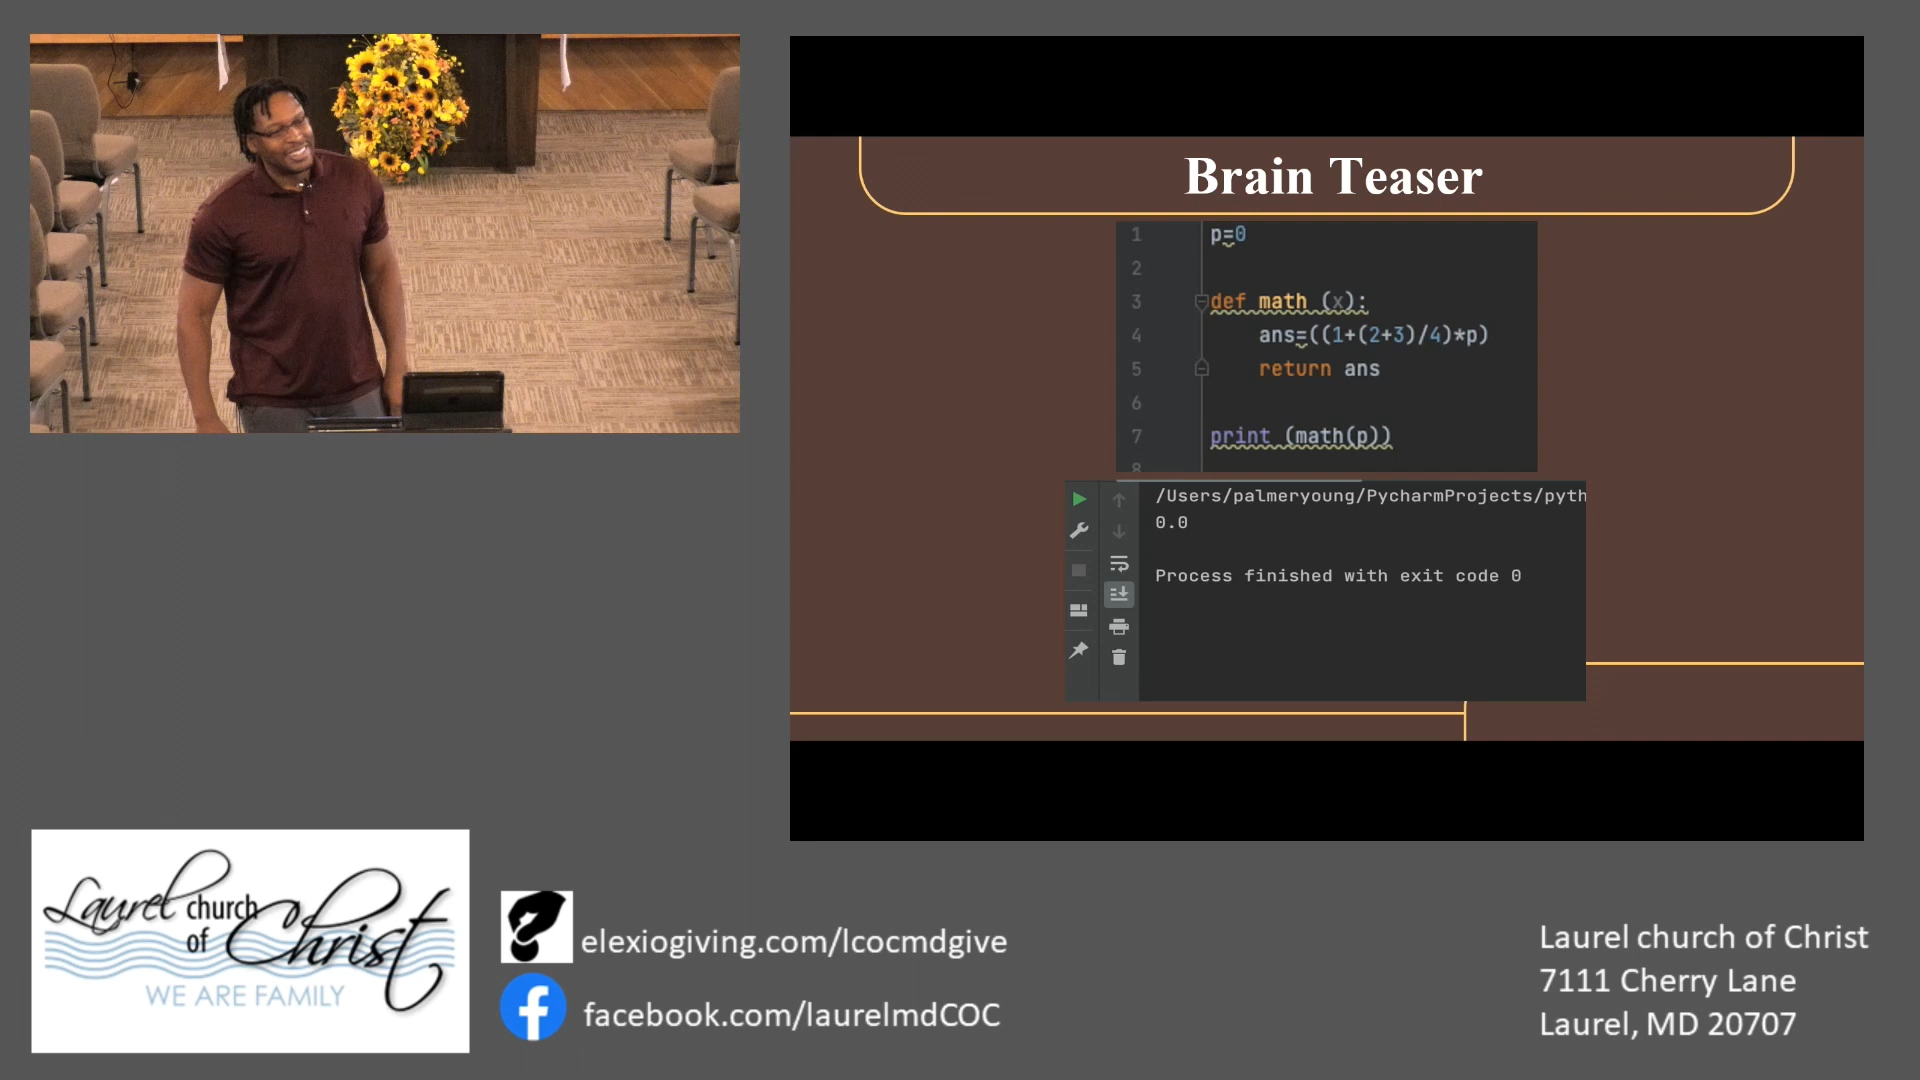 Brain Teaser
1 p=0
2
3 def math (x):
4 ans=((1+(2+3)/4)*p)
5 return ans
6
7 print (math(p))
8
/Users/palmeryoung/PycharmProjects/pyth
0.0
Process finished with exit code 0
Laurel church
of Christ
WE ARE FAMILY
elexiogiving.com/lcocmdgive
facebook.com/laurelmdCOC
Laurel church of Christ
7111 Cherry Lane
Laurel, MD 20707